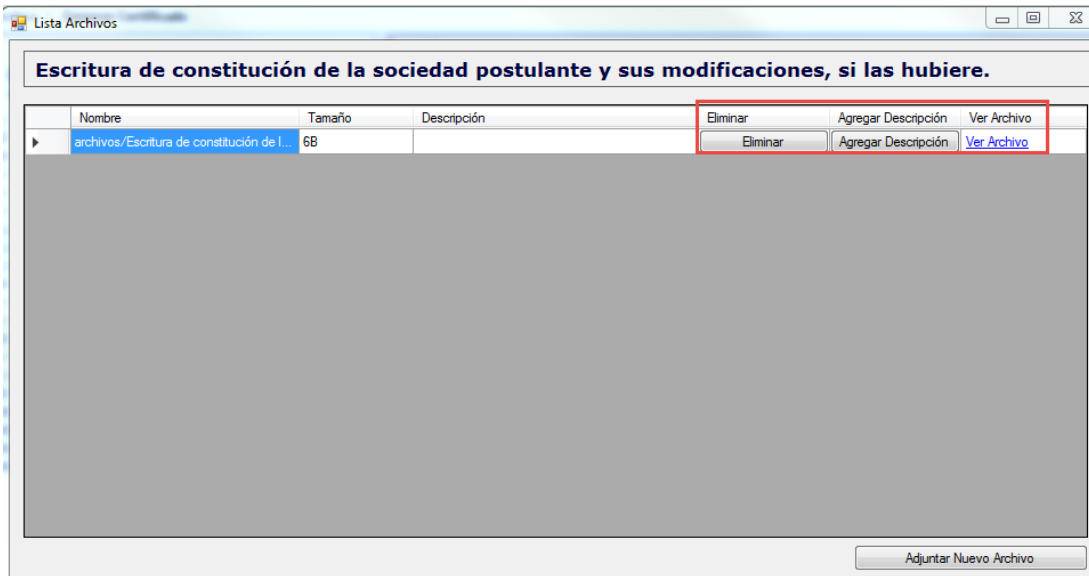 Lista Archivos
Escritura de constitución de la sociedad postulante y sus modificaciones, si las hubiere.
Nombre Tamaño Descripción Eliminar Agregar Descripción Ver Archivo
archivos/Escritura de constitución de l... 6B Eliminar Agregar Descripción Ver Archivo
Adjuntar Nuevo Archivo